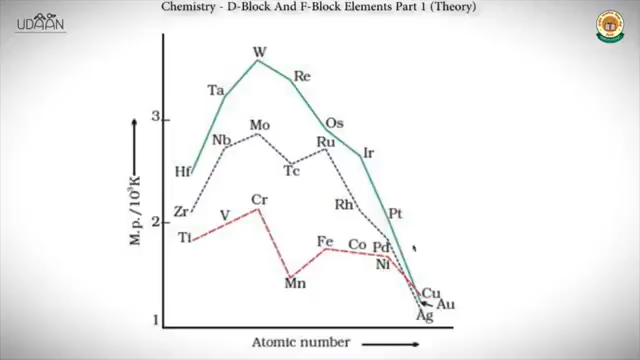 Chemistry - D-Block And F-Block Elements Part 1 (Theory)
UDAAN
W
Re
Ta
3
Os
Mo
Nb
Ru
Ir
Hf
Tc
Zr
Rh
Pt
Cr
V
2
Ti
Fe
Co
Pd
Ni
Mn
Cu
Au
Ag
1
M.p./10³K
Atomic number